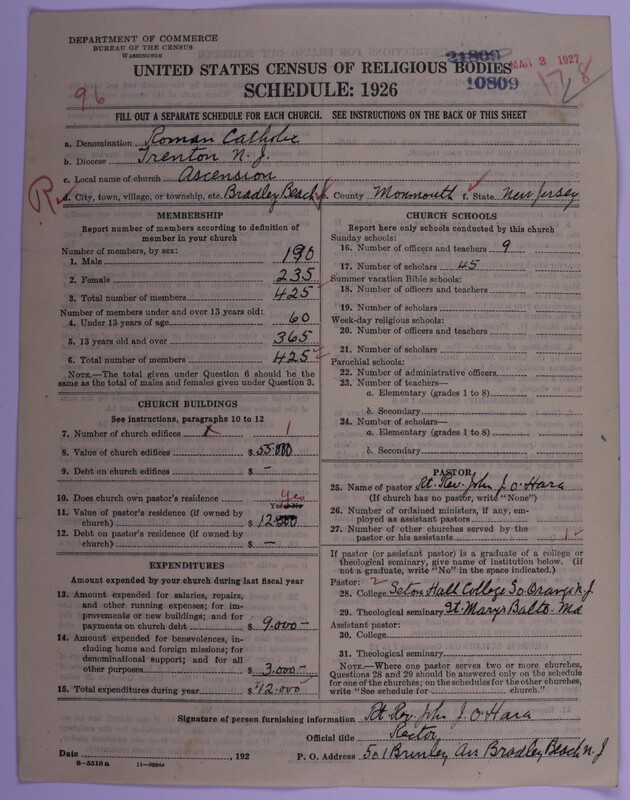 DEPARTMENT OF COMMERCE
BUREAU OF THE CENSUS
WASHINGTON
21809
MAR 3 1927
10809
178
96
UNITED STATES CENSUS OF RELIGIOUS BODIES
SCHEDULE: 1926
FILL OUT A SEPARATE SCHEDULE FOR EACH CHURCH. SEE INSTRUCTIONS ON THE BACK OF THIS SHEET
a. Denomination Roman Catholic
b. Diocese Trenton N. J.
c. Local name of church Ascension
R
d. City, town, village, or township, etc. Bradley Beach e. County Monmouth f. State New Jersey
MEMBERSHIP
Report number of members according to definition of
member in your church
Number of members, by sex:
1. Male 190
2. Female 235
3. Total number of members 425
Number of members under and over 13 years old:
4. Under 13 years of age 60
5. 13 years old and over 365
6. Total number of members 425
NOTE.—The total given under Question 6 should be
same as the total of males and females given under Question 3.
CHURCH BUILDINGS
See instructions, paragraphs 10 to 12
7. Number of church edifices 1
8. Value of church edifices $ 55.000
9. Debt on church edifices $ —
10. Does church own pastor's residence Yes
Yes or No
11. Value of pastor's residence (if owned by
church) $ 12.000
12. Debt on pastor's residence (if owned by
church) $ —
EXPENDITURES
Amount expended by your church during last fiscal year
13. Amount expended for salaries, repairs,
and other running expenses; for im-
provements or new buildings; and for
payments on church debt $ 9.000—
14. Amount expended for benevolences, in-
cluding home and foreign missions; for
denominational support; and for all
other purposes $ 3.000—
15. Total expenditures during year $ 12.000
CHURCH SCHOOLS
Report here only schools conducted by this church
Sunday schools:
16. Number of officers and teachers 9
17. Number of scholars 45
Summer vacation Bible schools:
18. Number of officers and teachers
19. Number of scholars
Week-day religious schools:
20. Number of officers and teachers
21. Number of scholars
Parochial schools:
22. Number of administrative officers
23. Number of teachers—
a. Elementary (grades 1 to 8)
b. Secondary
24. Number of scholars—
a. Elementary (grades 1 to 8)
b. Secondary
PASTOR
25. Name of pastor Rt. Rev. John J. O'Hara
(If church has no pastor, write "None")
26. Number of ordained ministers, if any, em-
ployed as assistant pastors
27. Number of other churches served by the
pastor or his assistants 1
If pastor (or assistant pastor) is a graduate of a college or
theological seminary, give name of institution below. (If
not a graduate, write "No" in the space indicated.)
Pastor: 2
28. College Seton Hall College So Orange N. J
29. Theological seminary St. Marys Balto. Md
Assistant pastor:
30. College
31. Theological seminary
NOTE.—Where one pastor serves two or more churches,
Questions 28 and 29 should be answered only on the schedule
for one of the churches; on the schedules for the other churches,
write "See schedule for church."
Signature of person furnishing information Rt. Rev. John J. O'Hara
Official title Rector
Date , 192 P. O. Address 501 Brinley Av Bradley Beach N. J
8—5518a